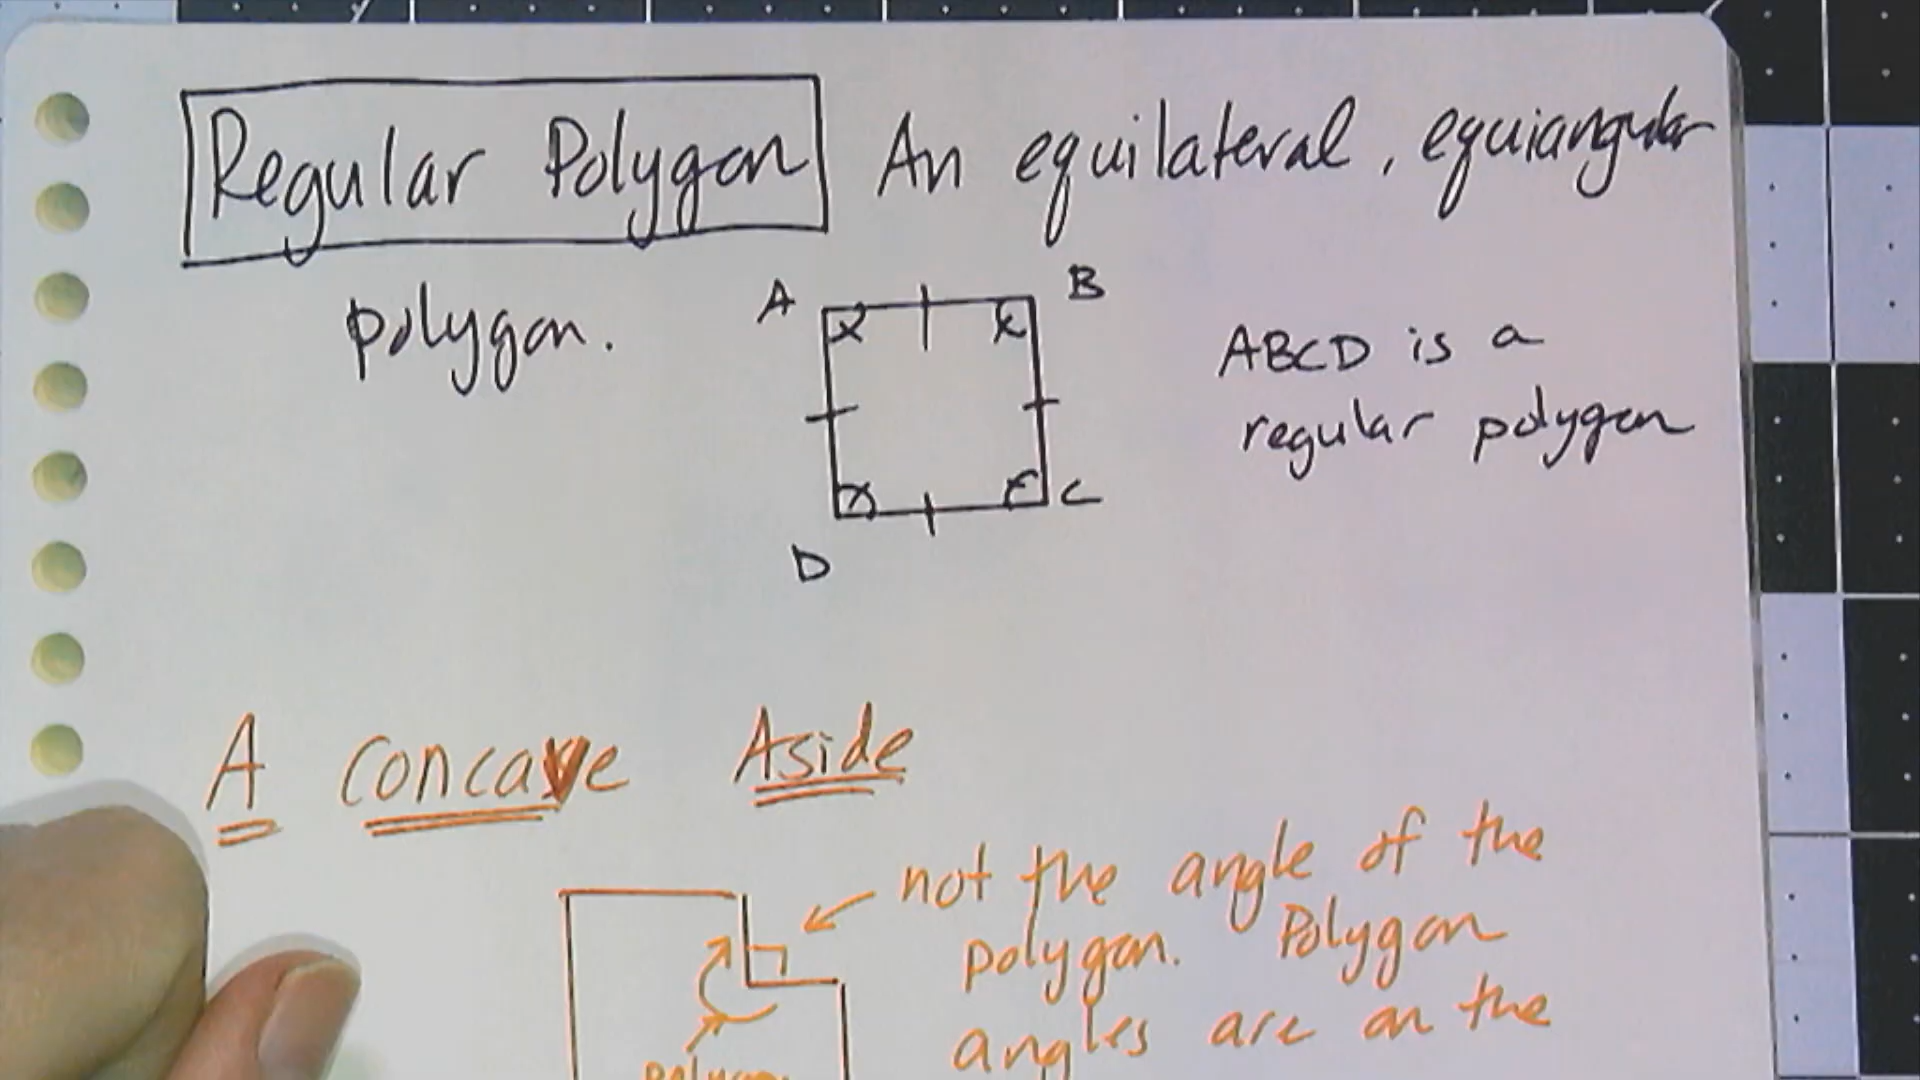 Regular Polygon An equilateral, equiangular
polygon.
A B
ABCD is a
regular polygon
D C
A Concave Aside
not the angle of the
polygon. Polygon
angles are on the